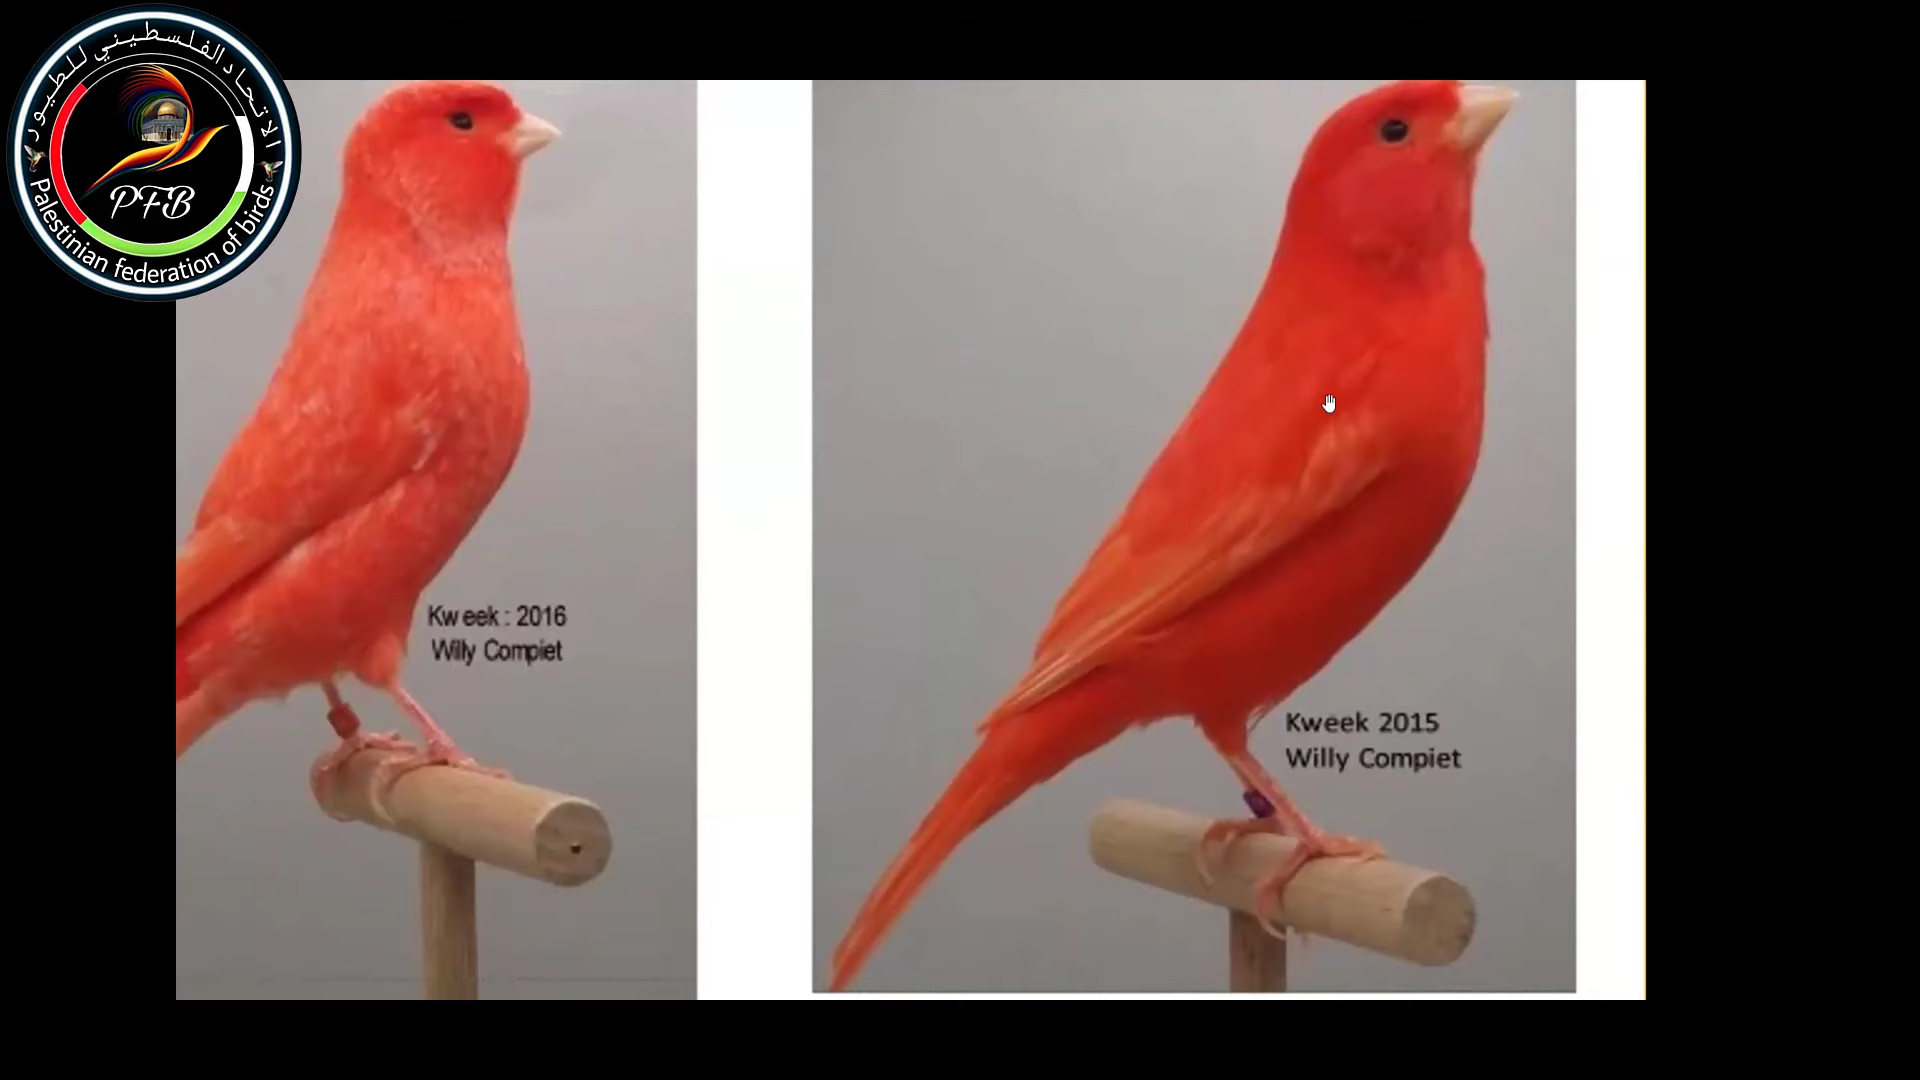 الاتحاد الفلسطيني للطيور
PFB
Palestinian federation of birds
Kweek : 2016
Willy Compiet
Kweek 2015
Willy Compiet